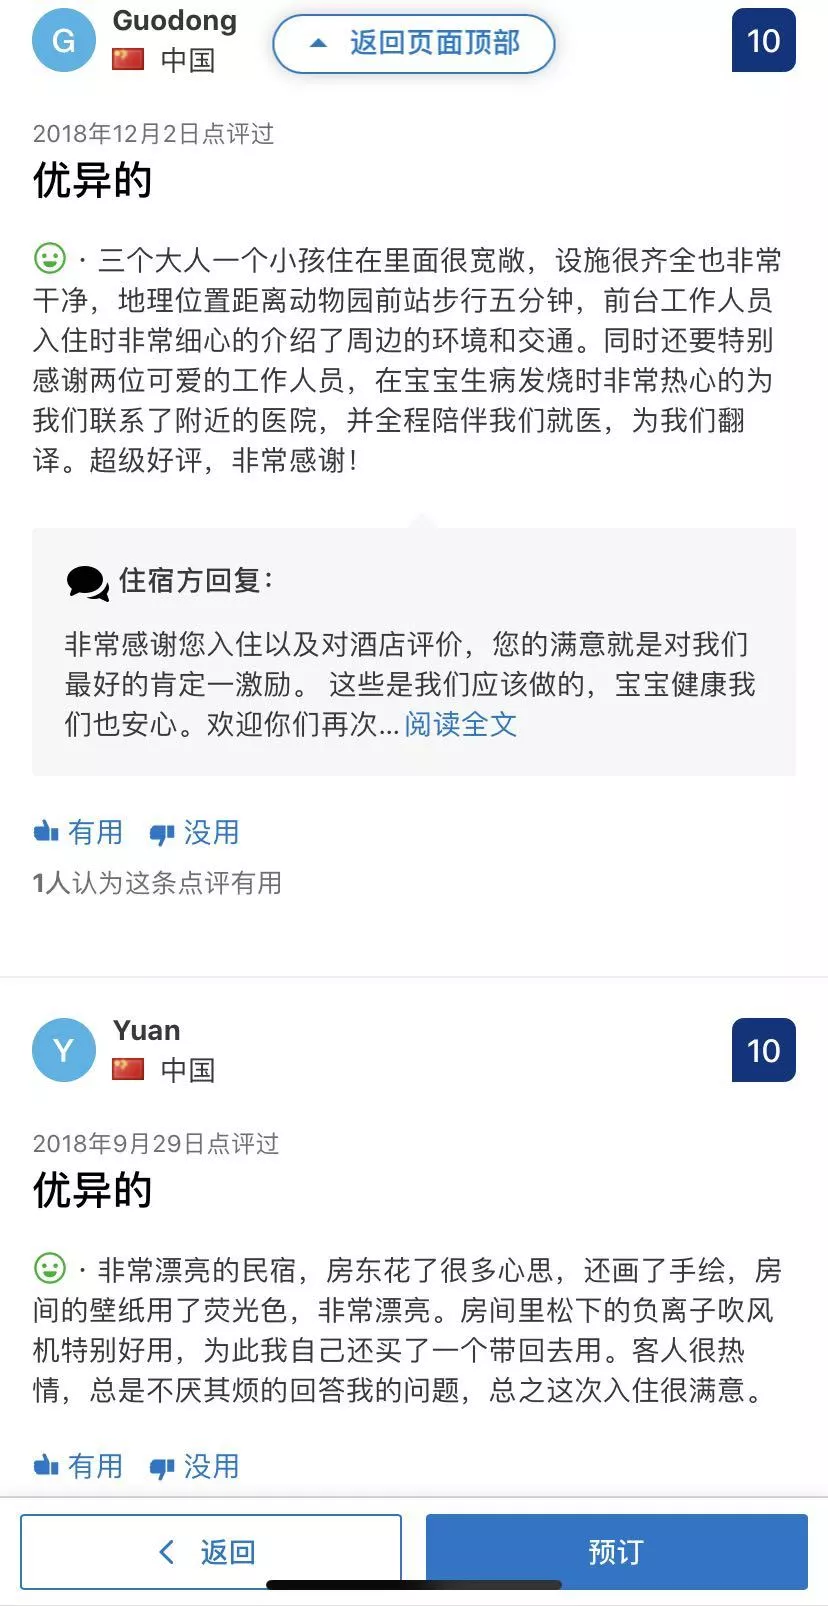 G
Guodong
中国
返回页面顶部
10
2018年12月2日点评过
优异的
· 三个大人一个小孩住在里面很宽敞，设施很齐全也非常
干净，地理位置距离动物园前站步行五分钟，前台工作人员
入住时非常细心的介绍了周边的环境和交通。同时还要特别
感谢两位可爱的工作人员，在宝宝生病发烧时非常热心的为
我们联系了附近的医院，并全程陪伴我们就医，为我们翻
译。超级好评，非常感谢！
住宿方回复：
非常感谢您入住以及对酒店评价，您的满意就是对我们
最好的肯定一激励。 这些是我们应该做的，宝宝健康我
们也安心。欢迎你们再次...阅读全文
有用 没用
1人认为这条点评有用
Y
Yuan
中国
10
2018年9月29日点评过
优异的
· 非常漂亮的民宿，房东花了很多心思，还画了手绘，房
间的壁纸用了荧光色，非常漂亮。房间里松下的负离子吹风
机特别好用，为此我自己还买了一个带回去用。客人很热
情，总是不厌其烦的回答我的问题，总之这次入住很满意。
有用 没用
返回
预订